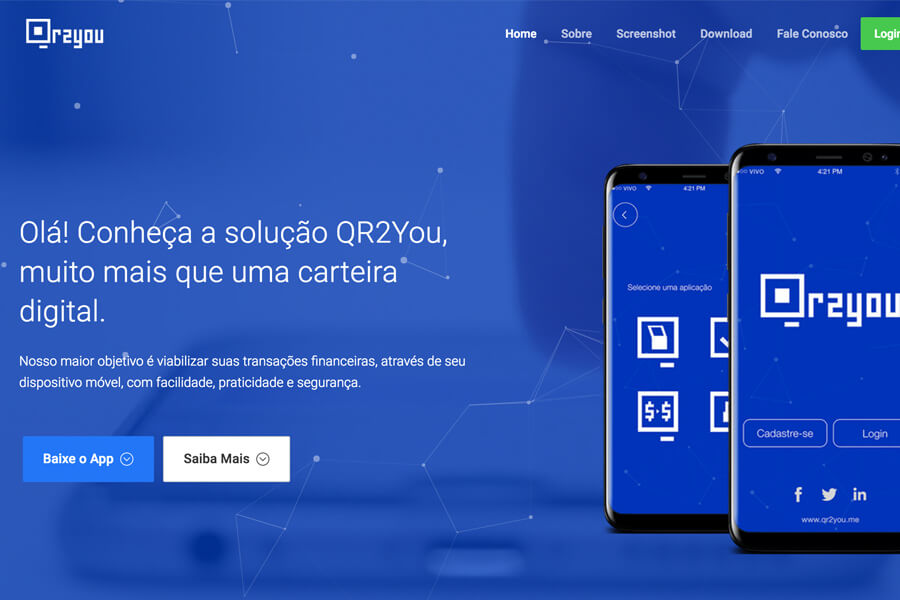 Qr2you
Home Sobre Screenshot Download Fale Conosco Login
Olá! Conheça a solução QR2You,
muito mais que uma carteira
digital.
Nosso maior objetivo é viabilizar suas transações financeiras, através de seu
dispositivo móvel, com facilidade, praticidade e segurança.
Baixe o App Saiba Mais
VIVO 4:21 PM
Selecione uma aplicação
$ $
VIVO 4:21 PM
Qr2you
Cadastre-se Login
f in
www.qr2you.me